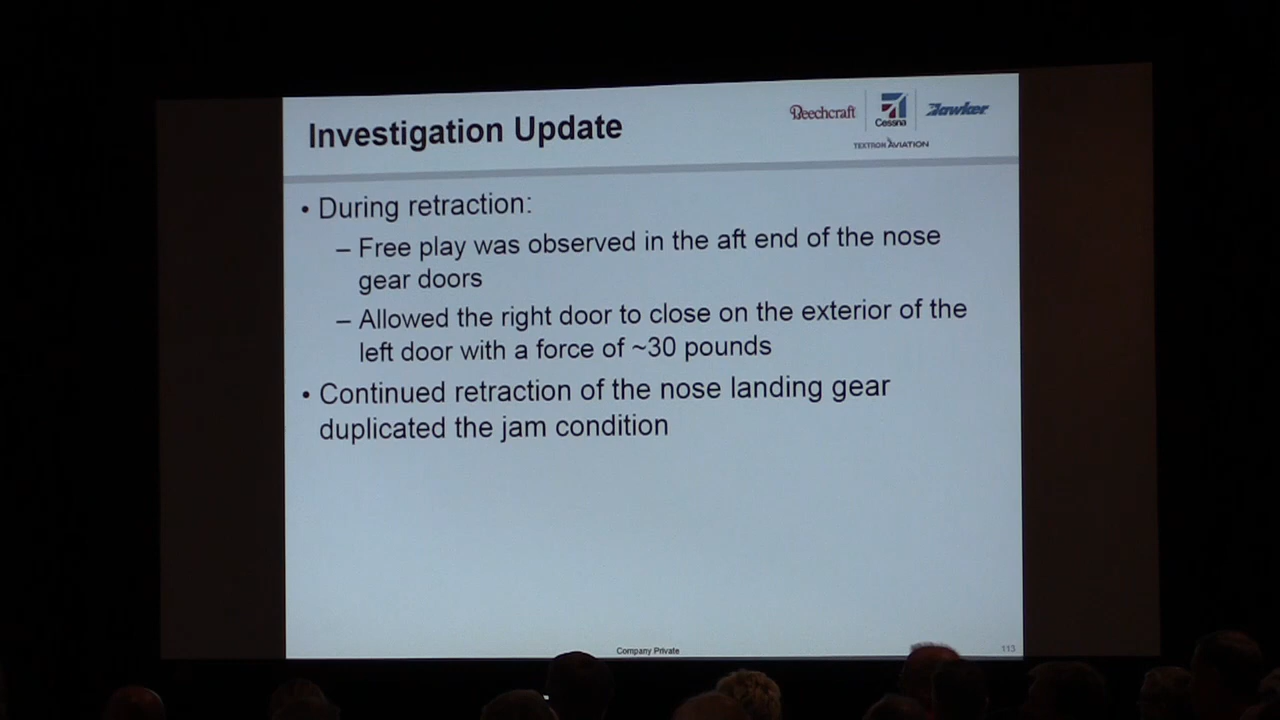 Investigation Update
Beechcraft
Cessna
Hawker
TEXTRON AVIATION
• During retraction:
– Free play was observed in the aft end of the nose
gear doors
– Allowed the right door to close on the exterior of the
left door with a force of ~30 pounds
• Continued retraction of the nose landing gear
duplicated the jam condition
Company Private
113